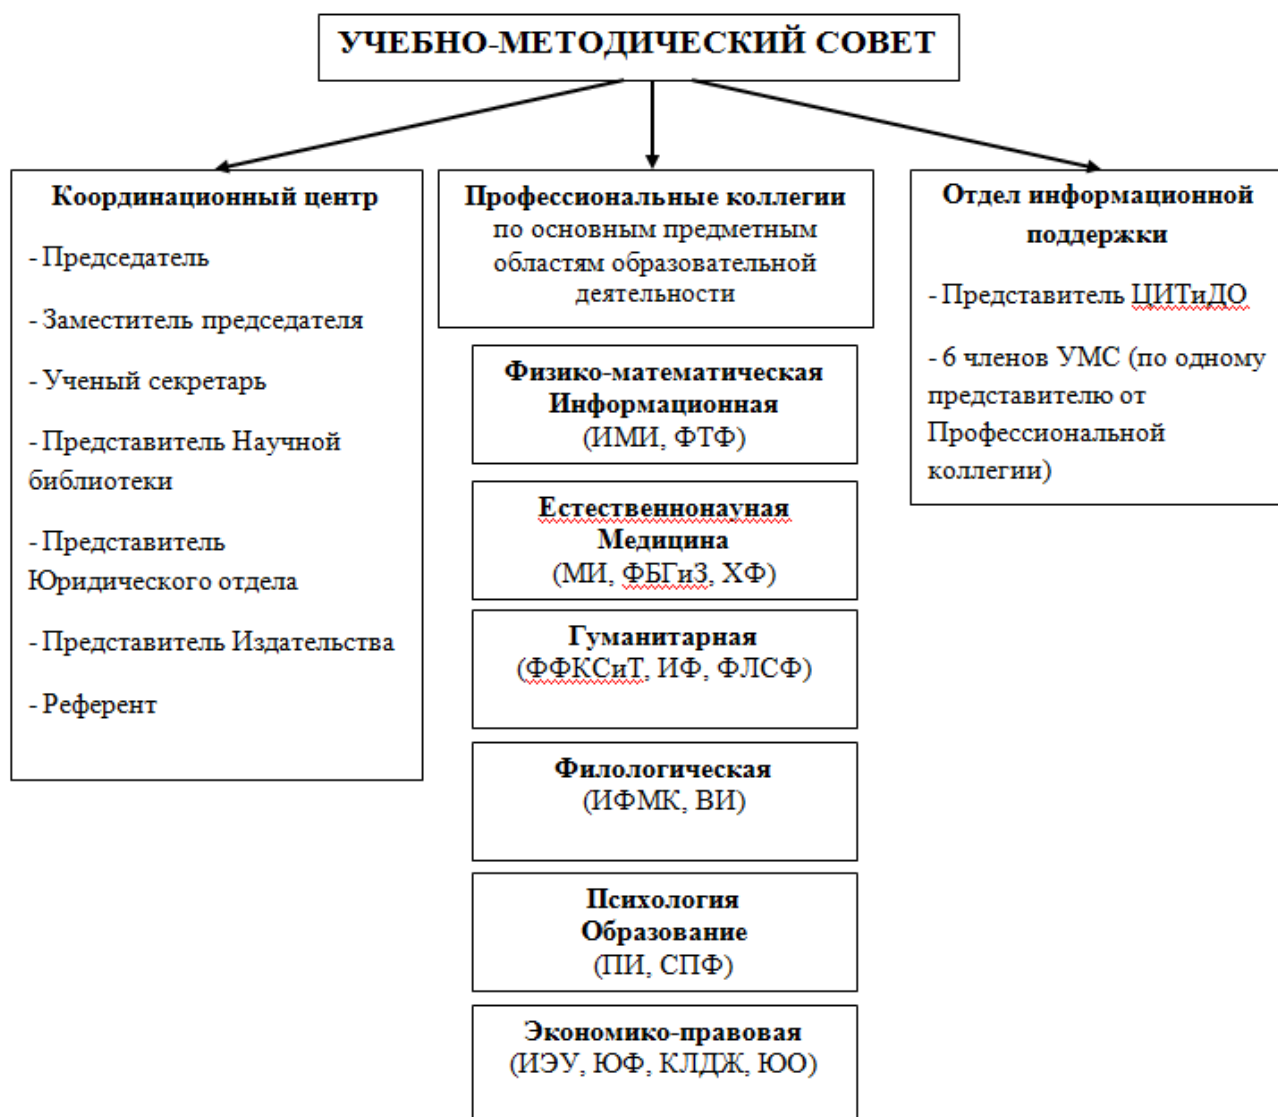 УЧЕБНО-МЕТОДИЧЕСКИЙ СОВЕТ
Координационный центр
- Председатель
- Заместитель председателя
- Ученый секретарь
- Представитель Научной
библиотеки
- Представитель
Юридического отдела
- Представитель Издательства
- Референт
Профессиональные коллегии
по основным предметным
областям образовательной
деятельности
Физико-математическая
Информационная
(ИМИ, ФТФ)
Естественнонауная
Медицина
(МИ, ФБГиЗ, ХФ)
Гуманитарная
(ФФКСиТ, ИФ, ФЛСФ)
Филологическая
(ИФМК, ВИ)
Психология
Образование
(ПИ, СПФ)
Экономико-правовая
(ИЭУ, ЮФ, КЛДЖ, ЮО)
Отдел информационной
поддержки
- Представитель ЦИТиДО
- 6 членов УМС (по одному
представителю от
Профессиональной
коллегии)